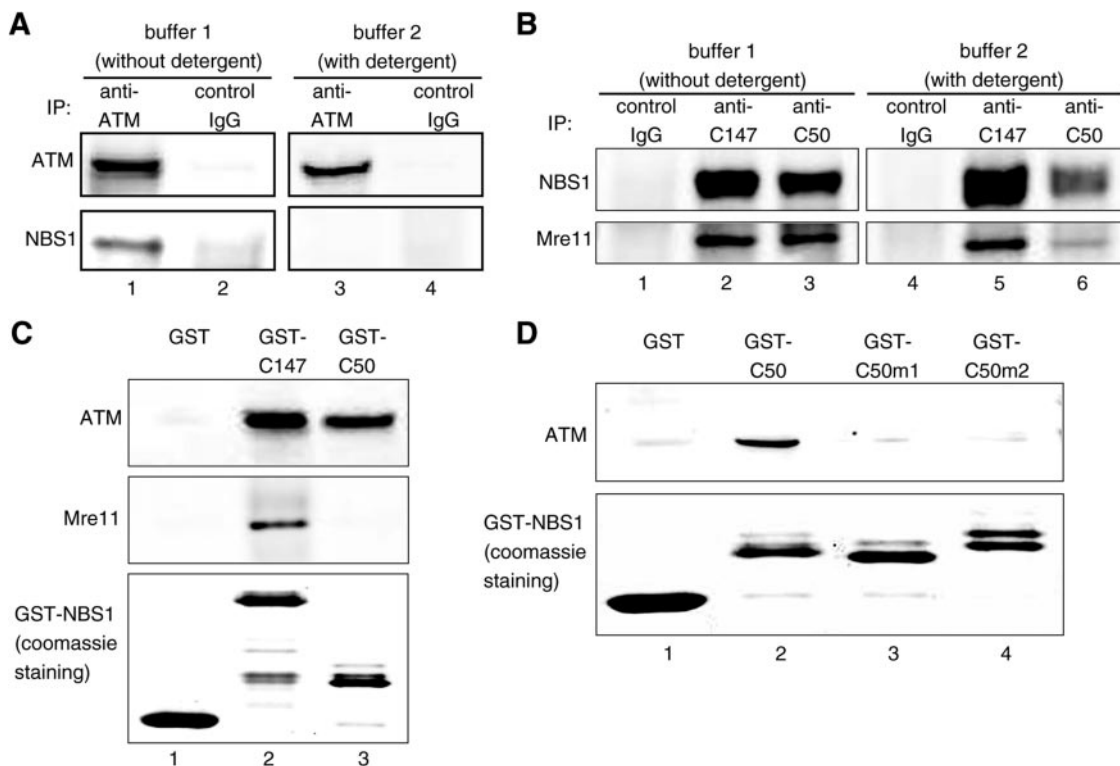 A
buffer 1
(without detergent)
buffer 2
(with detergent)
IP:
anti-
ATM
control
IgG
anti-
ATM
control
IgG
ATM
NBS1
1 2 3 4
B
buffer 1
(without detergent)
buffer 2
(with detergent)
IP:
control
IgG
anti-
C147
anti-
C50
control
IgG
anti-
C147
anti-
C50
NBS1
Mre11
1 2 3 4 5 6
C
GST
GST-
C147
GST-
C50
ATM
Mre11
GST-NBS1
(coomassie
staining)
1 2 3
D
GST
GST-
C50
GST-
C50m1
GST-
C50m2
ATM
GST-NBS1
(coomassie
staining)
1 2 3 4